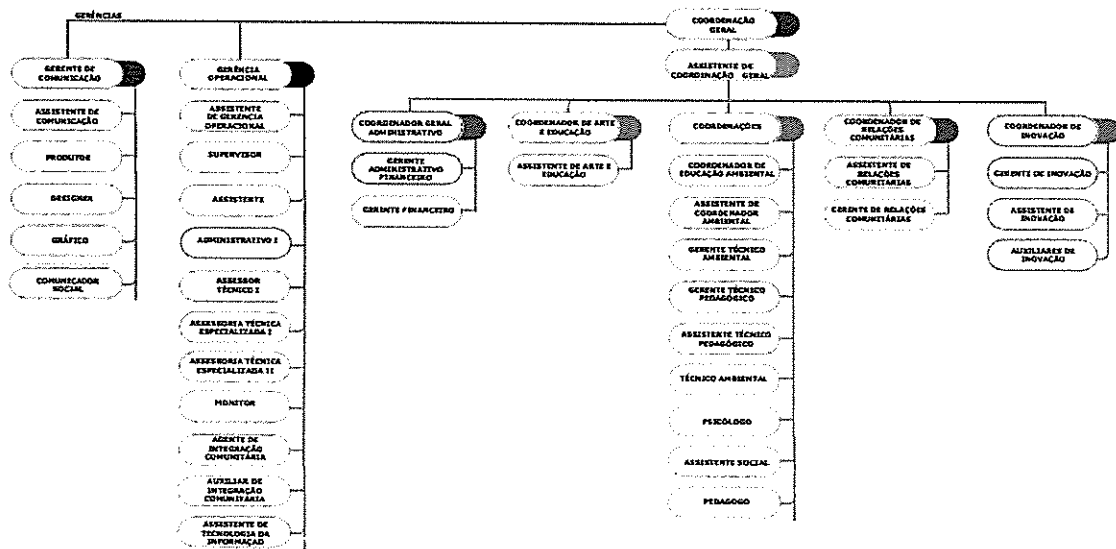 GERÊNCIAS
COORDENAÇÃO
GERAL
ASSISTENTE DE
COORDENAÇÃO GERAL
GERENTE DE
COMUNICAÇÃO
ASSISTENTE DE
COMUNICAÇÃO
PRODUTOR
DESIGNER
GRÁFICO
COMUNICADOR
SOCIAL
GERÊNCIA
OPERACIONAL
ASSISTENTE
DE GERÊNCIA
OPERACIONAL
SUPERVISOR
ASSISTENTE
ADMINISTRATIVO I
ASSESSOR
TÉCNICO I
ASSESSORIA TÉCNICA
ESPECIALIZADA I
ASSESSORIA TÉCNICA
ESPECIALIZADA II
MONITOR
AGENTE DE
INTEGRAÇÃO
COMUNITÁRIA
AUXILIAR DE
INTEGRAÇÃO
COMUNITÁRIA
ASSISTENTE DE
TECNOLOGIA DA
INFORMAÇÃO
COORDENADOR GERAL
ADMINISTRATIVO
GERENTE
ADMINISTRATIVO
FINANCEIRO
GERENTE FINANCEIRO
COORDENADOR DE ARTE
E EDUCAÇÃO
ASSISTENTE DE ARTE E
EDUCAÇÃO
COORDENAÇÕES
COORDENADOR DE
EDUCAÇÃO AMBIENTAL
ASSISTENTE DE
COORDENADOR
AMBIENTAL
GERENTE TÉCNICO
AMBIENTAL
GERENTE TÉCNICO
PEDAGÓGICO
ASSISTENTE TÉCNICO
PEDAGÓGICO
TÉCNICO AMBIENTAL
PSICÓLOGO
ASSISTENTE SOCIAL
PEDAGOGO
COORDENADOR DE
RELAÇÕES
COMUNITÁRIAS
ASSISTENTE DE
RELAÇÕES
COMUNITÁRIAS
GERENTE DE RELAÇÕES
COMUNITÁRIAS
COORDENADOR DE
INOVAÇÃO
GERENTE DE INOVAÇÃO
ASSISTENTE DE
INOVAÇÃO
AUXILIARES DE
INOVAÇÃO